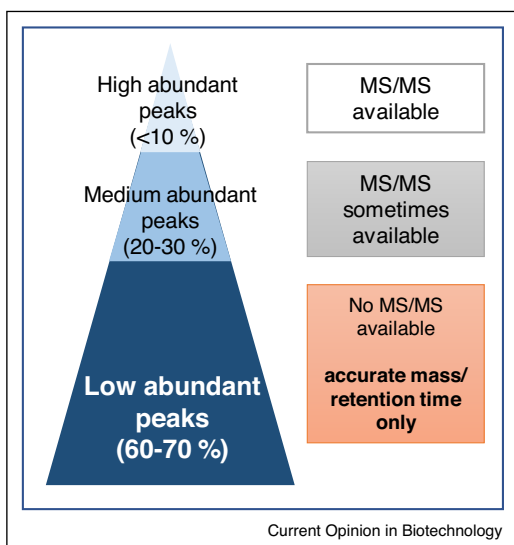 High abundant
peaks
(<10 %)
MS/MS
available
Medium abundant
peaks
(20-30 %)
MS/MS
sometimes
available
Low abundant
peaks
(60-70 %)
No MS/MS
available
accurate mass/
retention time
only
Current Opinion in Biotechnology